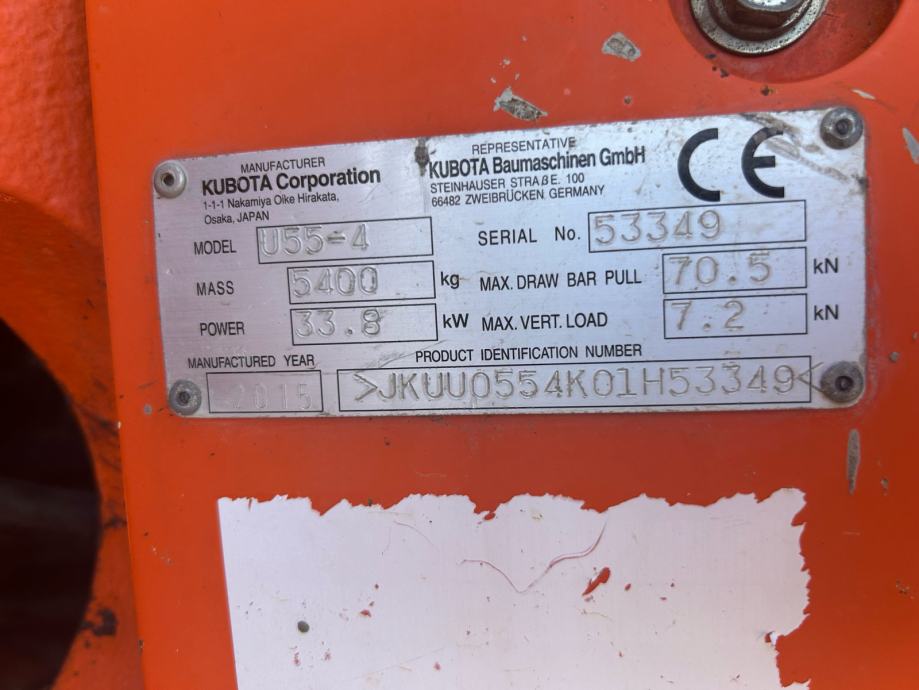 MANUFACTURER
KUBOTA Corporation
1-1-1 Nakamiya Oike Hirakata,
Osaka, JAPAN
REPRESENTATIVE
KUBOTA Baumaschinen GmbH
STEINHAUSER STRAßE. 100
66482 ZWEIBRÜCKEN GERMANY
CE
MODEL U55-4
SERIAL No. 53349
MASS 5400 kg
MAX. DRAW BAR PULL 70.5 kN
POWER 33.8 kW
MAX. VERT. LOAD 7.2 kN
MANUFACTURED YEAR
2015
PRODUCT IDENTIFICATION NUMBER
>JKUU0554K01H53349<